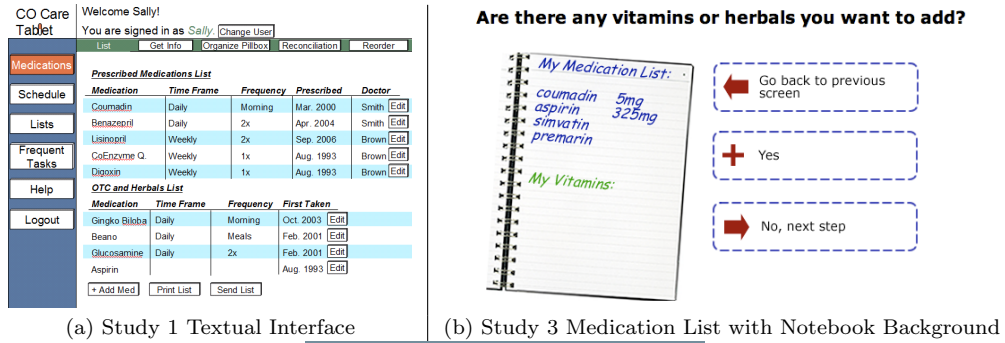 CO Care
Tablet
Welcome Sally!
You are signed in as Sally. Change User
List Get Info Organize Pillbox Reconciliation Reorder
Medications
Schedule
Lists
Frequent
Tasks
Help
Logout
Prescribed Medications List
Medication Time Frame Frequency Prescribed Doctor
Coumadin Daily Morning Mar. 2000 Smith Edit
Benazepril Daily 2x Apr. 2004 Smith Edit
Lisinopril Weekly 2x Sep. 2006 Brown Edit
CoEnzyme Q. Weekly 1x Aug. 1993 Brown Edit
Digoxin Weekly 1x Aug. 1993 Brown Edit
OTC and Herbals List
Medication Time Frame Frequency First Taken
Gingko Biloba Daily Morning Oct. 2003 Edit
Beano Daily Meals Feb. 2001 Edit
Glucosamine Daily 2x Feb. 2001 Edit
Aspirin Aug. 1993 Edit
+ Add Med Print List Send List
(a) Study 1 Textual Interface
Are there any vitamins or herbals you want to add?
My Medication List:
coumadin 5mg
aspirin 325mg
simvatin
premarin
My Vitamins:
Go back to previous
screen
Yes
No, next step
(b) Study 3 Medication List with Notebook Background